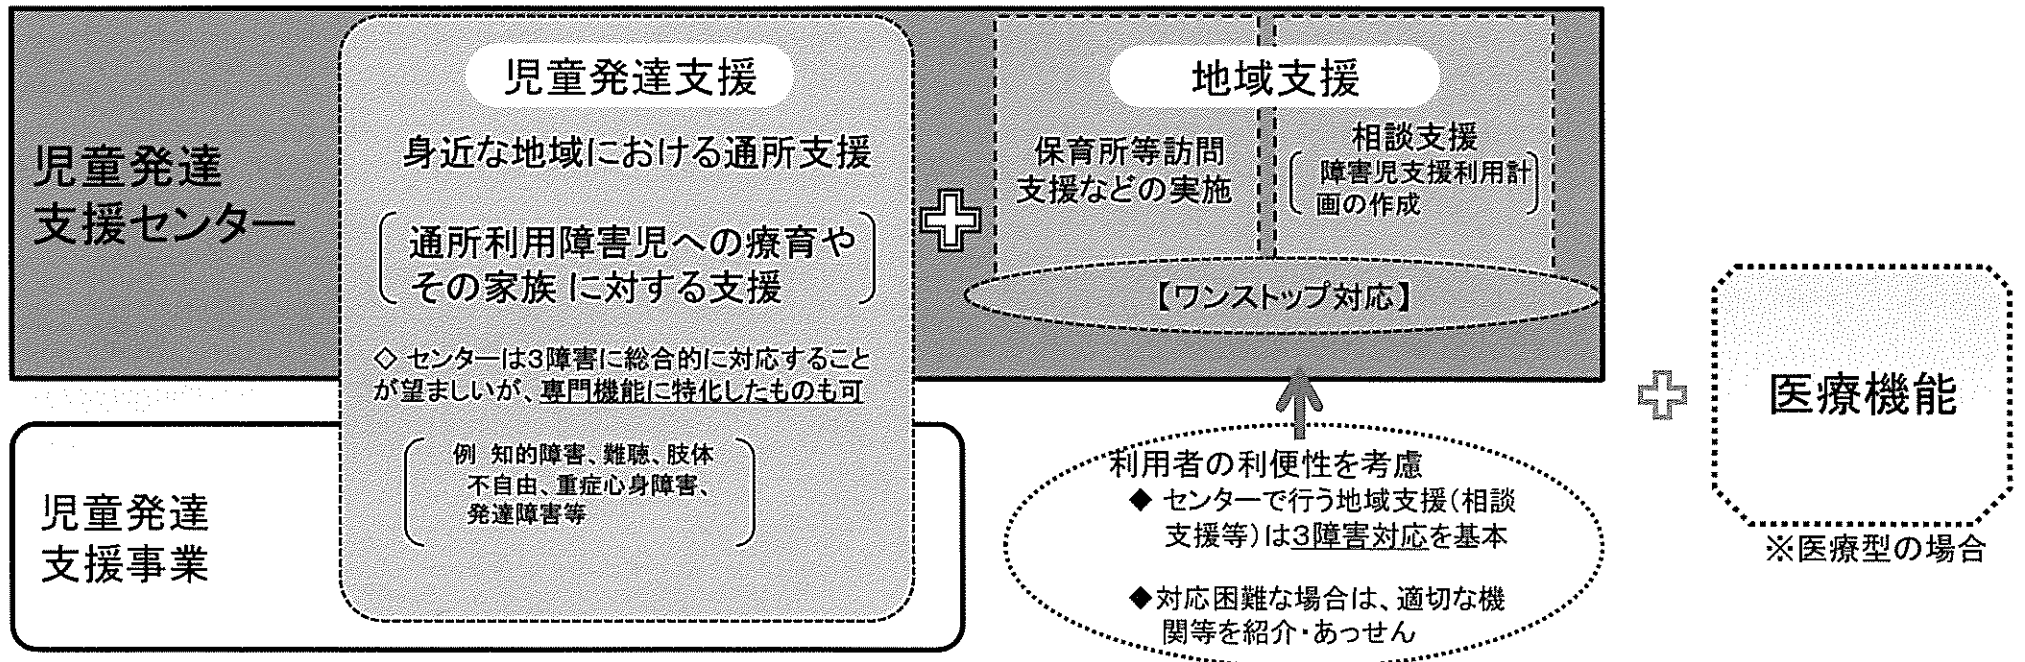 児童発達
支援センター
児童発達支援
身近な地域における通所支援
通所利用障害児への療育や
その家族に対する支援
◇ センターは3障害に総合的に対応すること
が望ましいが、専門機能に特化したものも可
例 知的障害、難聴、肢体
不自由、重症心身障害、
発達障害等
地域支援
保育所等訪問
支援などの実施
相談支援
障害児支援利用計
画の作成
【ワンストップ対応】
利用者の利便性を考慮
◆ センターで行う地域支援(相談
支援等)は3障害対応を基本
◆対応困難な場合は、適切な機
関等を紹介・あっせん
医療機能
※医療型の場合
児童発達
支援事業